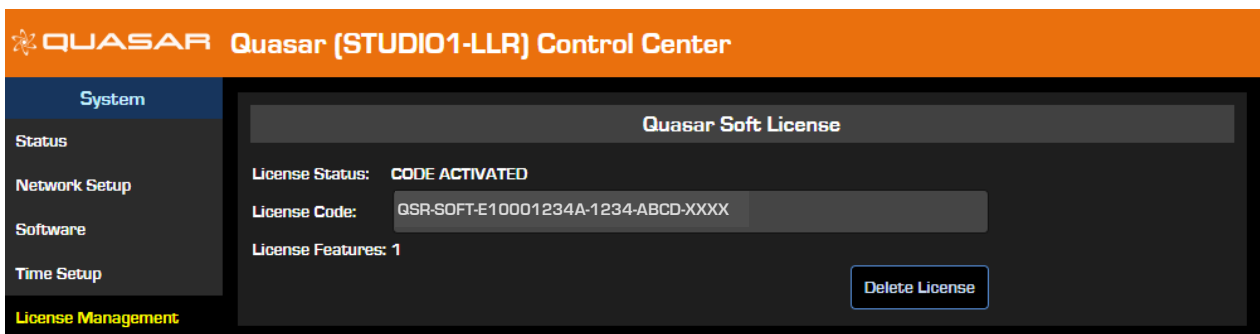 QUASAR Quasar (STUDIO1-LLR) Control Center
System
Status
Network Setup
Software
Time Setup
License Management
Quasar Soft License
License Status: CODE ACTIVATED
License Code: QSR-SOFT-E10001234A-1234-ABCD-XXXX
License Features: 1
Delete License